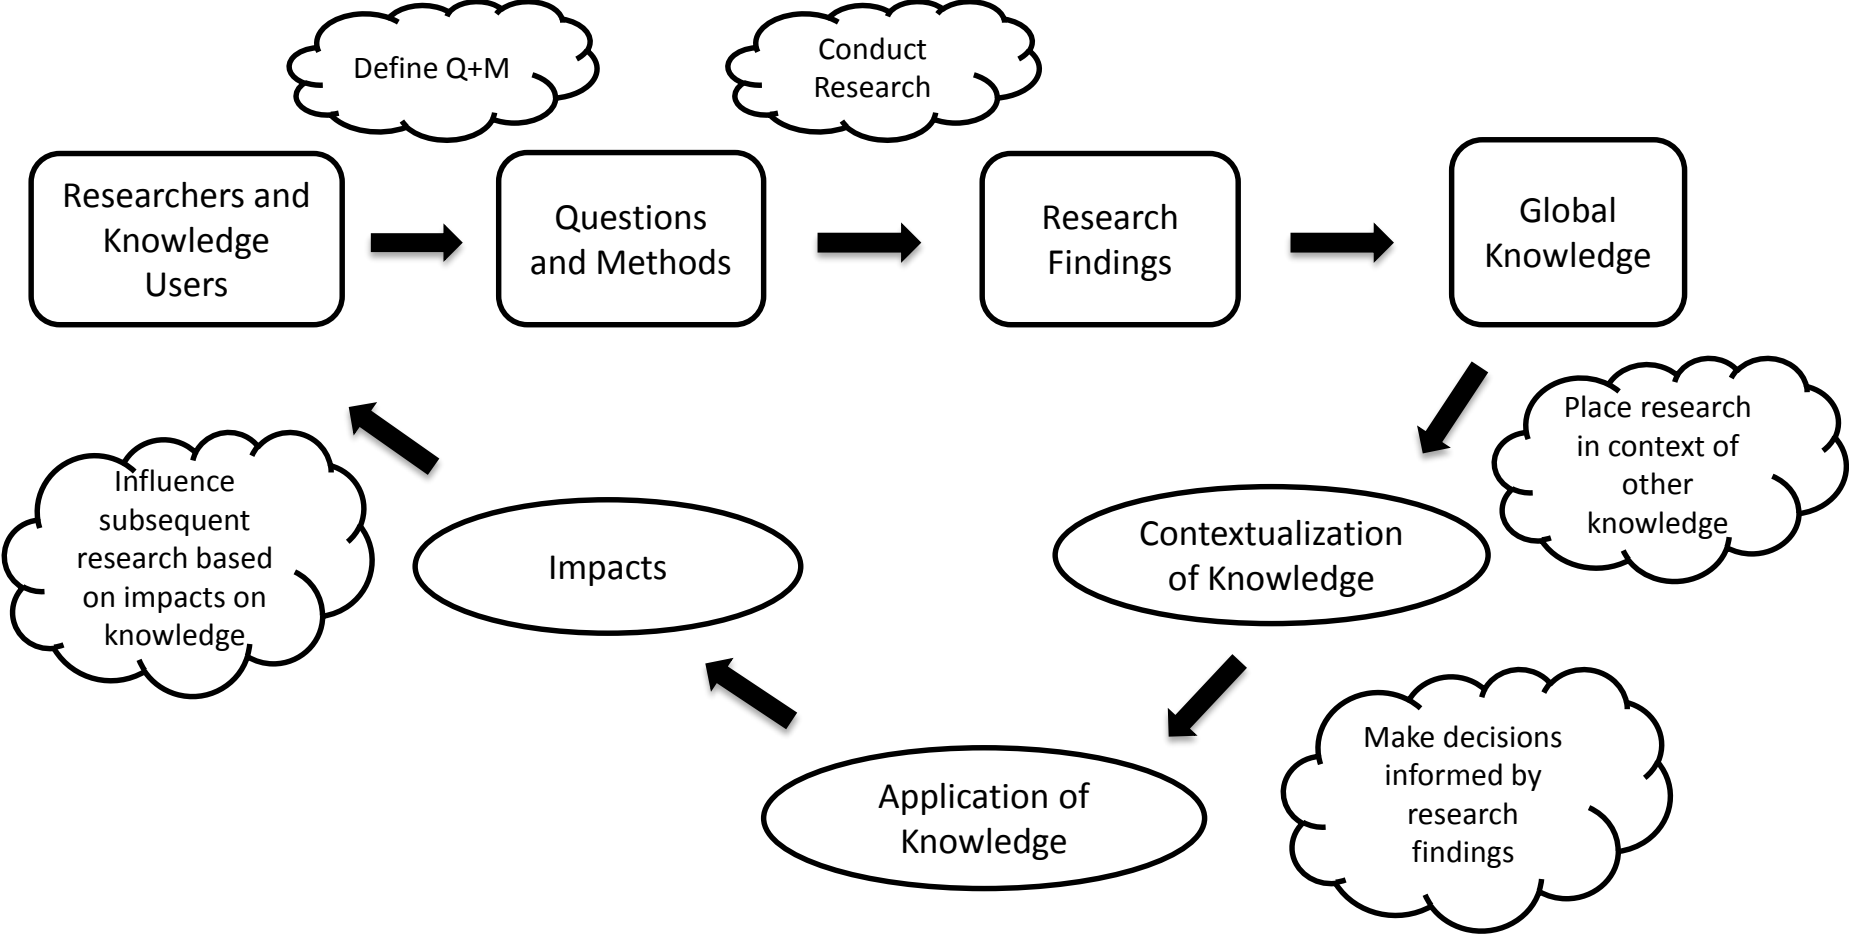 Define Q+M
Conduct
Research
Researchers and
Knowledge
Users
Questions
and Methods
Research
Findings
Global
Knowledge
Place research
in context of
other
knowledge
Contextualization
of Knowledge
Impacts
Influence
subsequent
research based
on impacts on
knowledge
Application of
Knowledge
Make decisions
informed by
research
findings